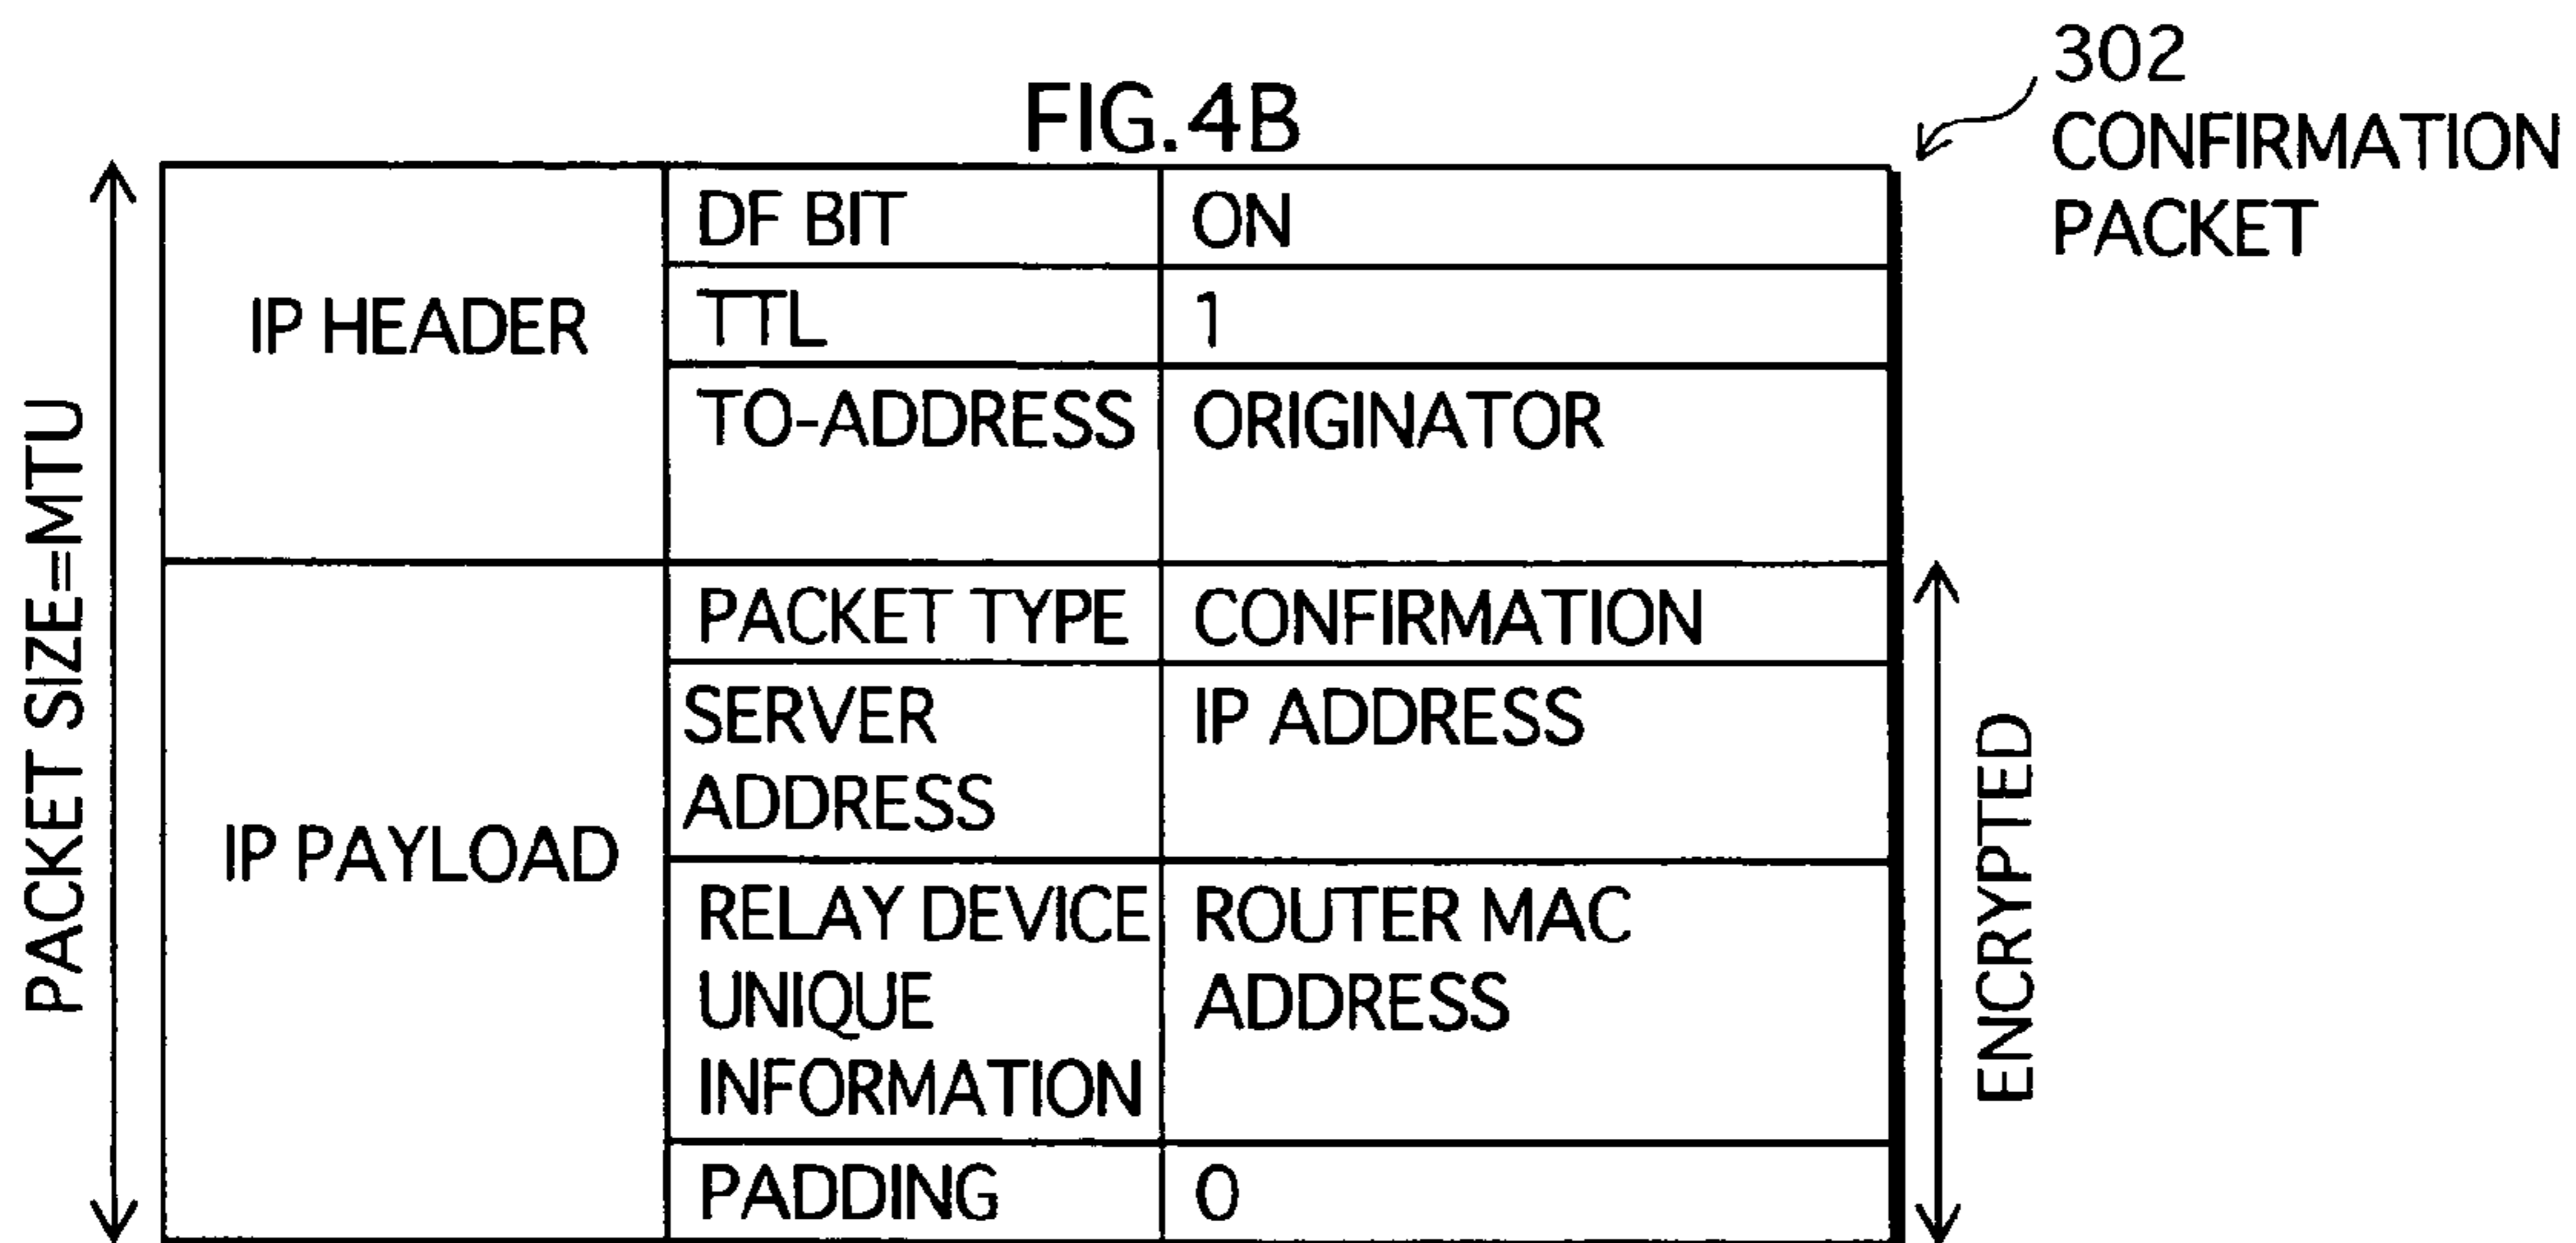 FIG.4B
302
CONFIRMATION
PACKET
PACKET SIZE=MTU
IP HEADER
DF BIT
ON
TTL
1
TO-ADDRESS
ORIGINATOR
IP PAYLOAD
PACKET TYPE
CONFIRMATION
SERVER
ADDRESS
IP ADDRESS
RELAY DEVICE
UNIQUE
INFORMATION
ROUTER MAC
ADDRESS
PADDING
0
ENCRYPTED